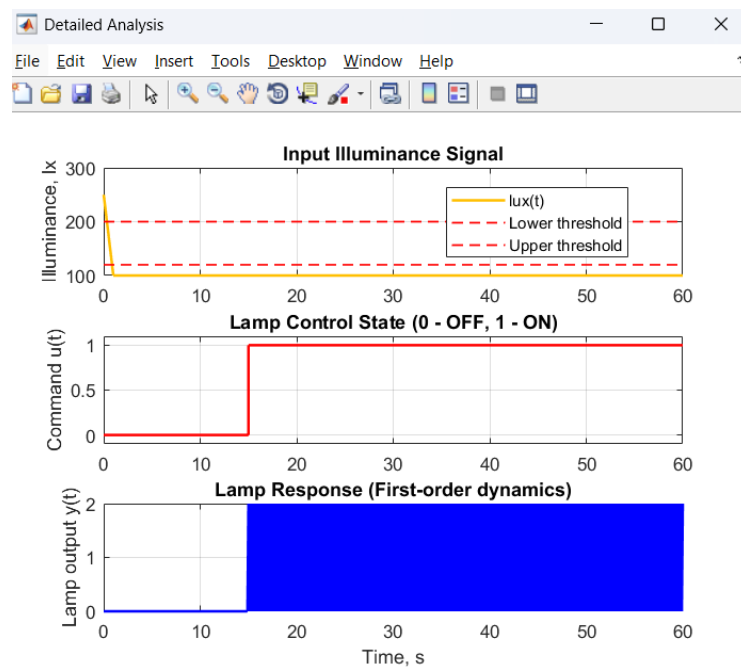 Detailed Analysis
File Edit View Insert Tools Desktop Window Help
Input Illuminance Signal
Illuminance, lx
300
200
100
lux(t)
Lower threshold
Upper threshold
0 10 20 30 40 50 60
Lamp Control State (0 - OFF, 1 - ON)
Command u(t)
1
0.5
0
0 10 20 30 40 50 60
Lamp Response (First-order dynamics)
Lamp output y(t)
2
1
0
0 10 20 30 40 50 60
Time, s